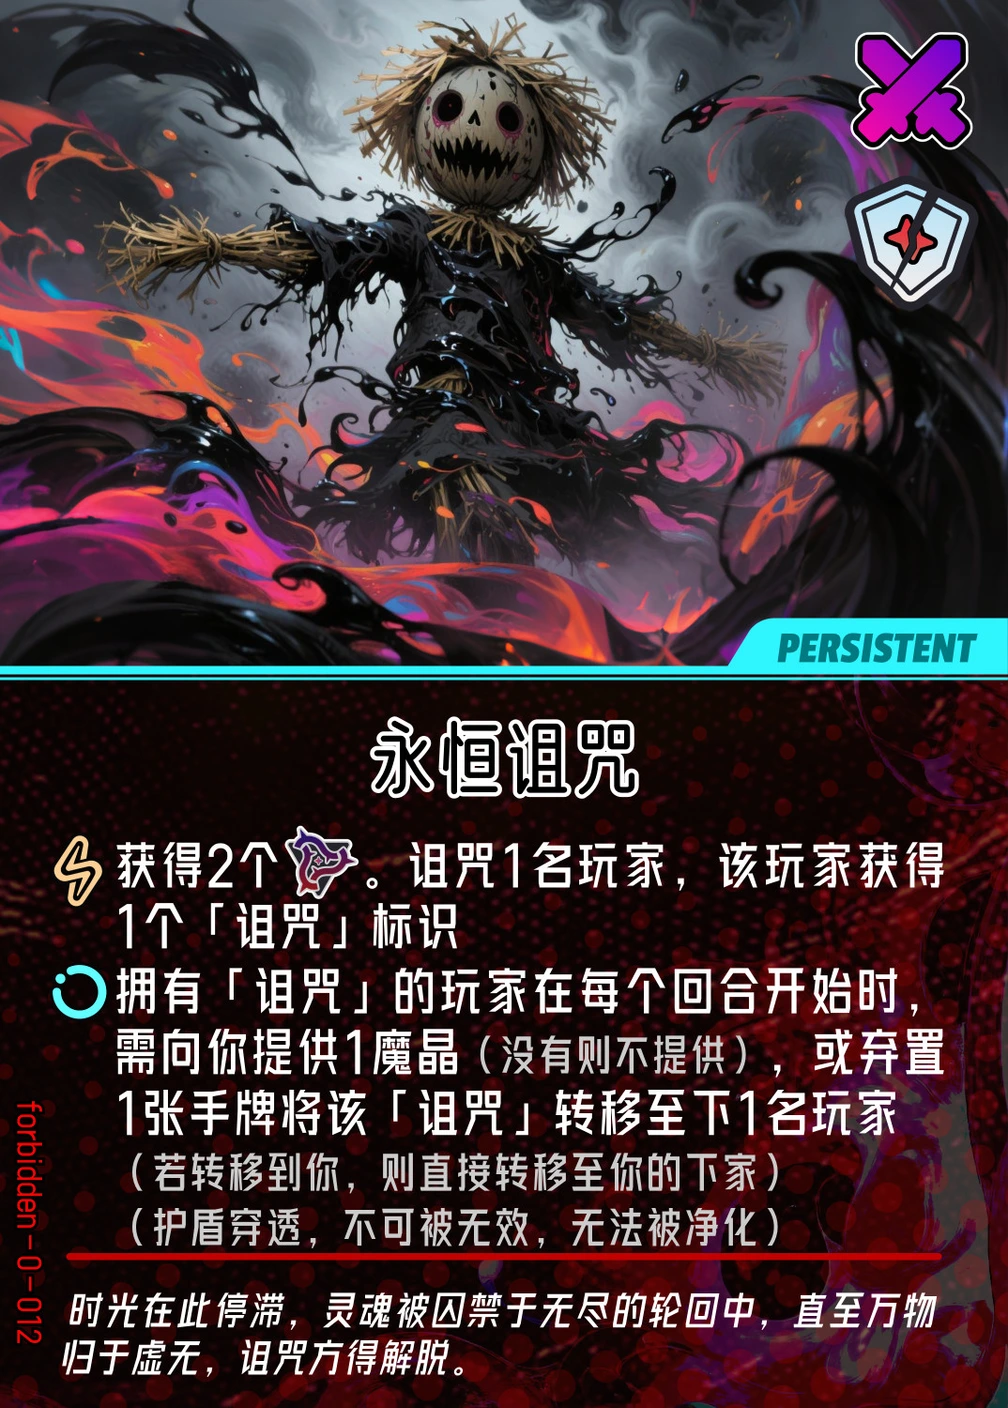 PERSISTENT
永恒诅咒
获得2个。诅咒1名玩家，该玩家获得
1个「诅咒」标识
拥有「诅咒」的玩家在每个回合开始时，
需向你提供1魔晶（没有则不提供），或弃置
1张手牌将该「诅咒」转移至下1名玩家
（若转移到你，则直接转移至你的下家）
（护盾穿透，不可被无效，无法被净化）
时光在此停滞，灵魂被囚禁于无尽的轮回中，直至万物
归于虚无，诅咒方得解脱。
forbidden-0-012